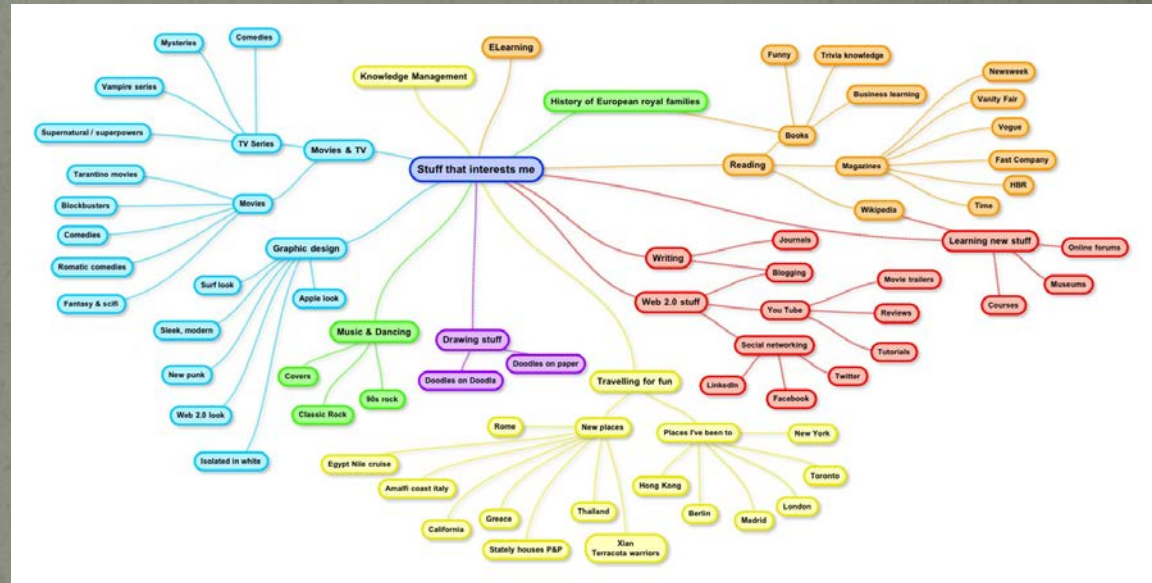 Stuff that interests me
Knowledge Management
ELearning
History of European royal families
Movies & TV
TV Series
Comedies
Mysteries
Vampire series
Supernatural / superpowers
Movies
Tarantino movies
Blockbusters
Comedies
Romatic comedies
Fantasy & scifi
Graphic design
Surf look
Apple look
Sleek, modern
New punk
Web 2.0 look
Isolated in white
Music & Dancing
Covers
Classic Rock
90s rock
Drawing stuff
Doodles on Doodla
Doodles on paper
Travelling for fun
New places
Rome
Egypt Nile cruise
Amalfi coast italy
California
Greece
Stately houses P&P
Thailand
Xian
Terracota warriors
Places I've been to
Hong Kong
Berlin
Madrid
London
Toronto
New York
Reading
Books
Funny
Trivia knowledge
Business learning
Magazines
Newsweek
Vanity Fair
Vogue
Fast Company
HBR
Time
Wikipedia
Learning new stuff
Online forums
Museums
Courses
Writing
Journals
Blogging
Web 2.0 stuff
You Tube
Movie trailers
Reviews
Tutorials
Social networking
LinkedIn
Facebook
Twitter